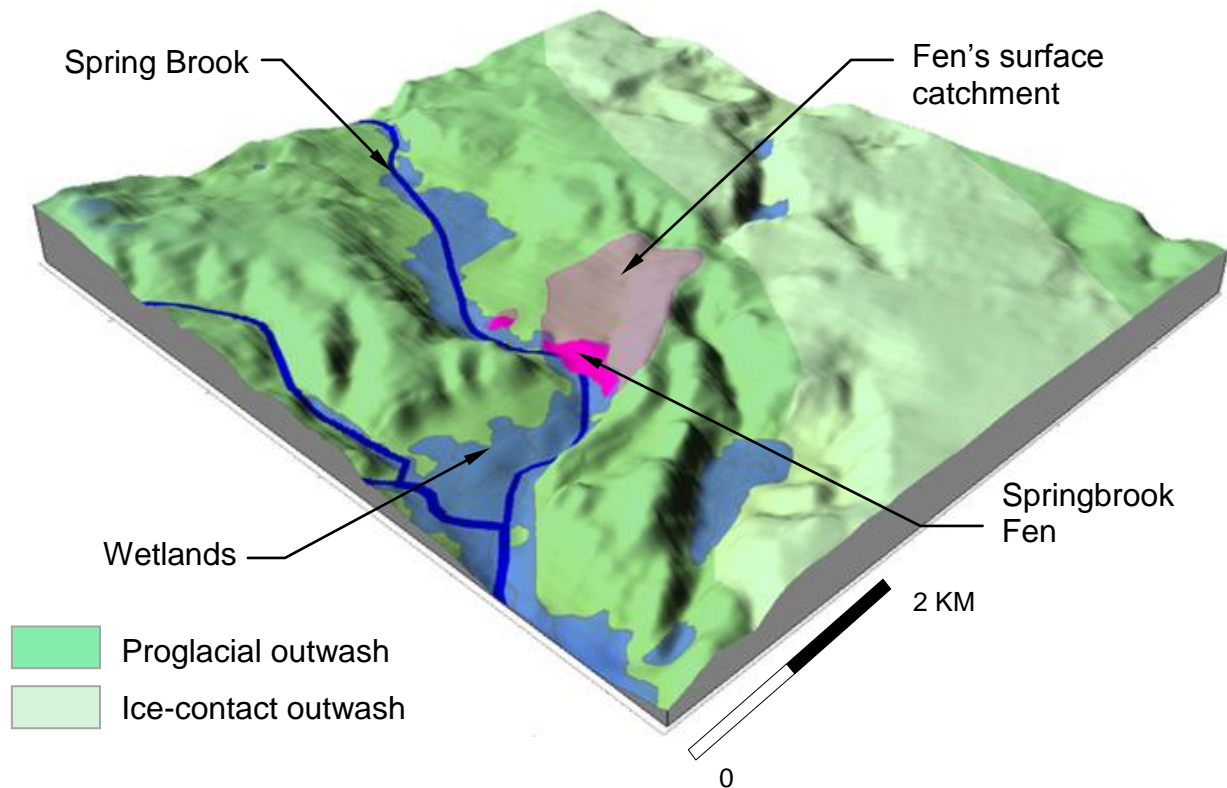 Spring Brook
Fen's surface
catchment
Springbrook
Fen
Wetlands
2 KM
Proglacial outwash
Ice-contact outwash
0